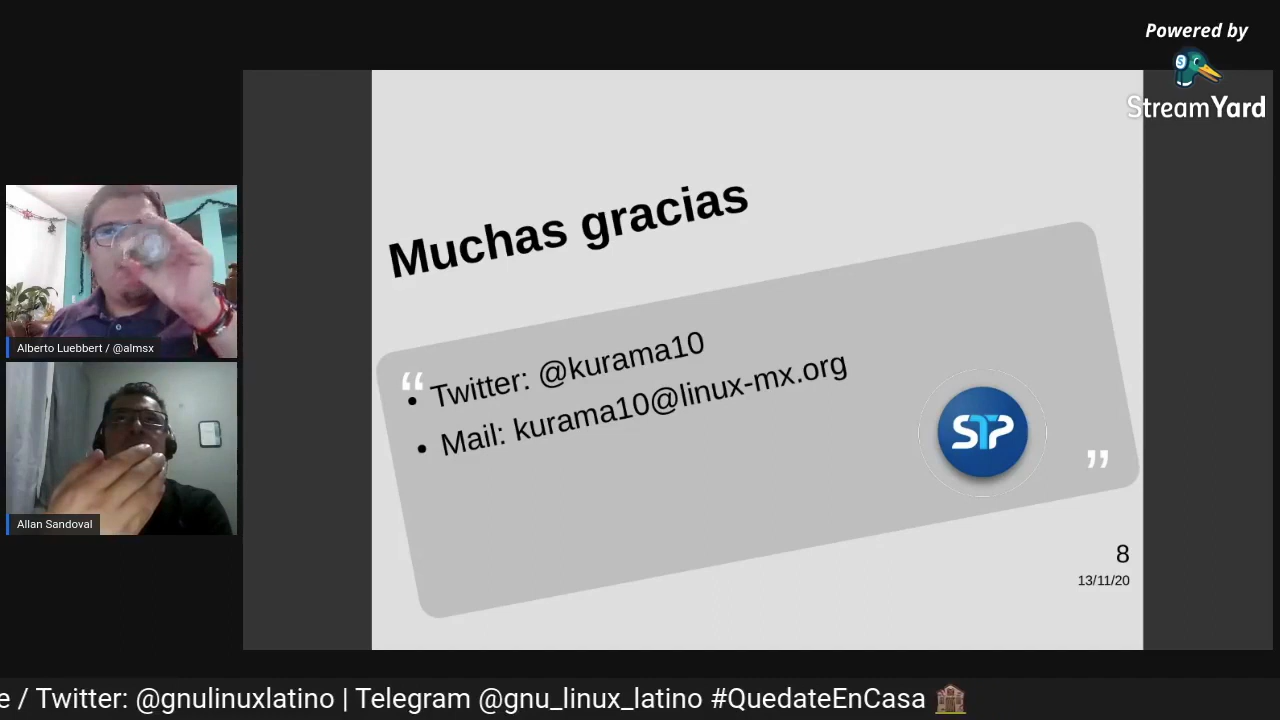 Powered by
StreamYard
Muchas gracias
“
• Twitter: @kurama10
• Mail: kurama10@linux-mx.org
STP
”
8
13/11/20
Alberto Luebbert / @almsx
Allan Sandoval
e / Twitter: @gnulinuxlatino | Telegram @gnu_linux_latino #QuedateEnCasa